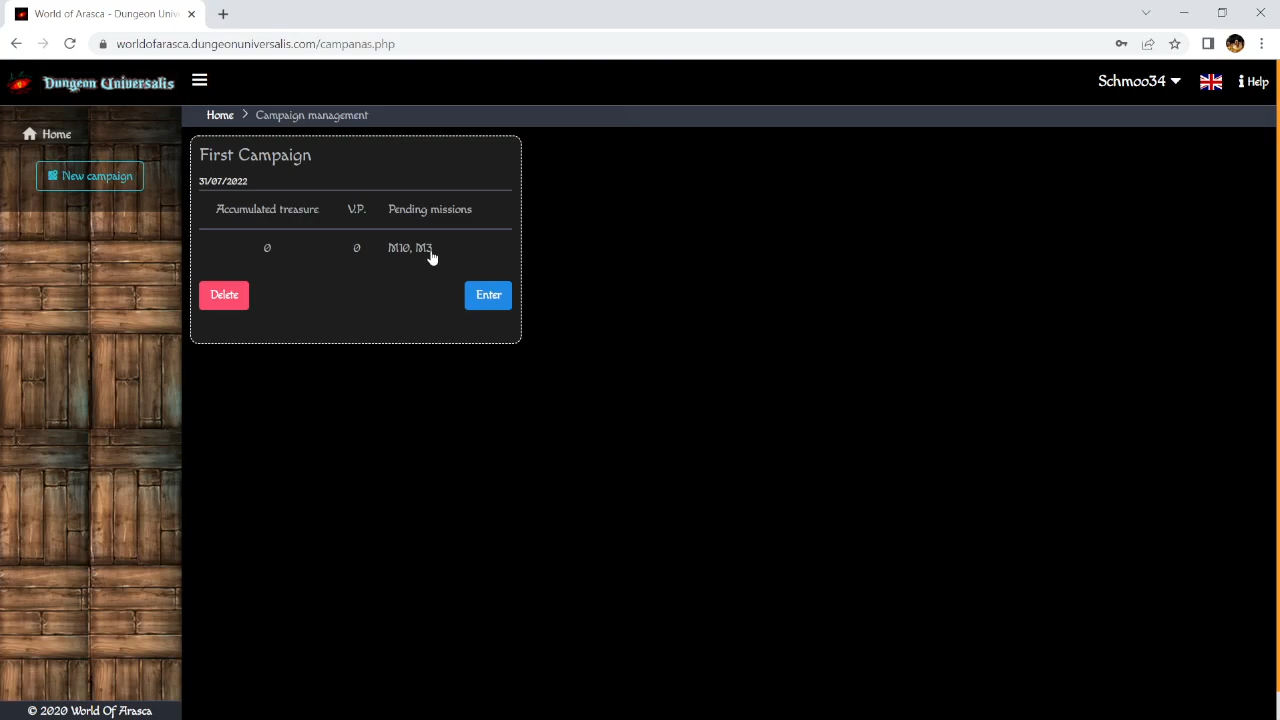 World of Arasca - Dungeon Univ
worldofarasca.dungeonuniversalis.com/campanas.php
Dungeon Universalis
Schmoo34
Help
Home
Home > Campaign management
New campaign
First Campaign
31/07/2022
Accumulated treasure V.P. Pending missions
0 0 M10, M3
Delete Enter
© 2020 World Of Arasca